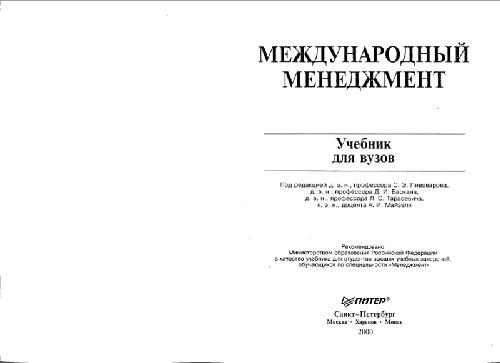 МЕЖДУНАРОДНЫЙ
МЕНЕДЖМЕНТ
Учебник
для вузов
Под редакцией д. э. н., профессора С. Э. Пивоварова,
д. э. н., профессора Д. И. Баркана,
д. э. н., профессора Л. С. Тарасевича,
к. э. н., доцента А. И. Майзеля
Рекомендовано
Министерством образования Российской Федерации
в качестве учебника для студентов высших учебных заведений,
обучающихся по специальности «Менеджмент»
ПИТЕР®
Санкт-Петербург
Москва • Харьков • Минск
2000